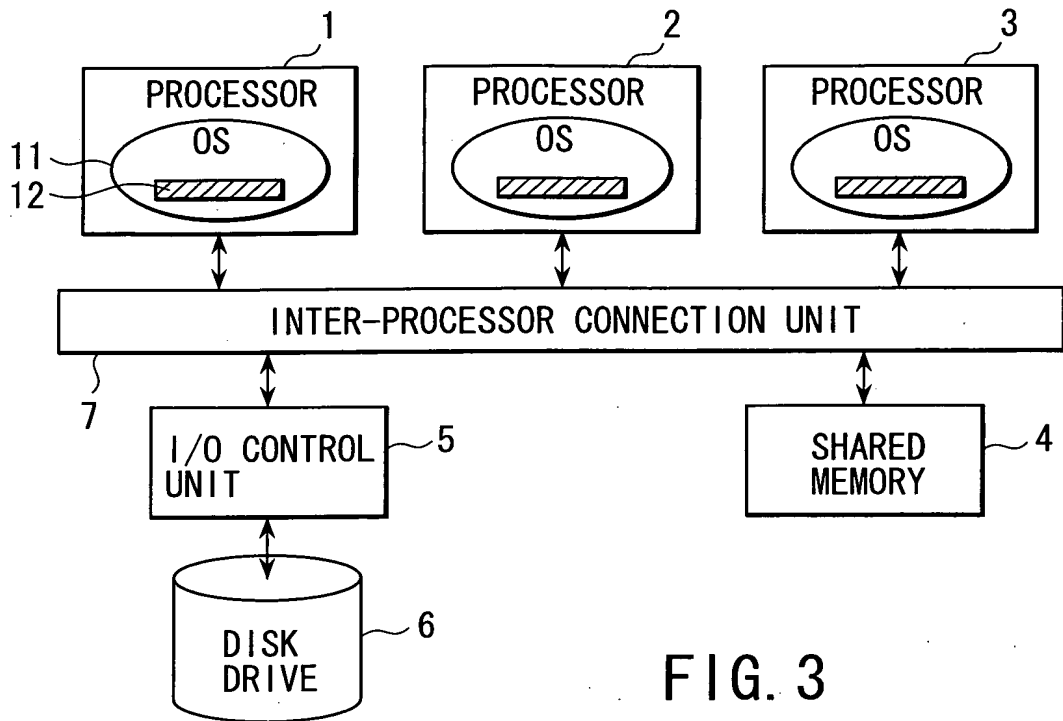 1
2
3
PROCESSOR
PROCESSOR
PROCESSOR
OS
OS
OS
11
12
INTER-PROCESSOR CONNECTION UNIT
7
I/O CONTROL
UNIT
5
SHARED
MEMORY
4
DISK
DRIVE
6
FIG. 3